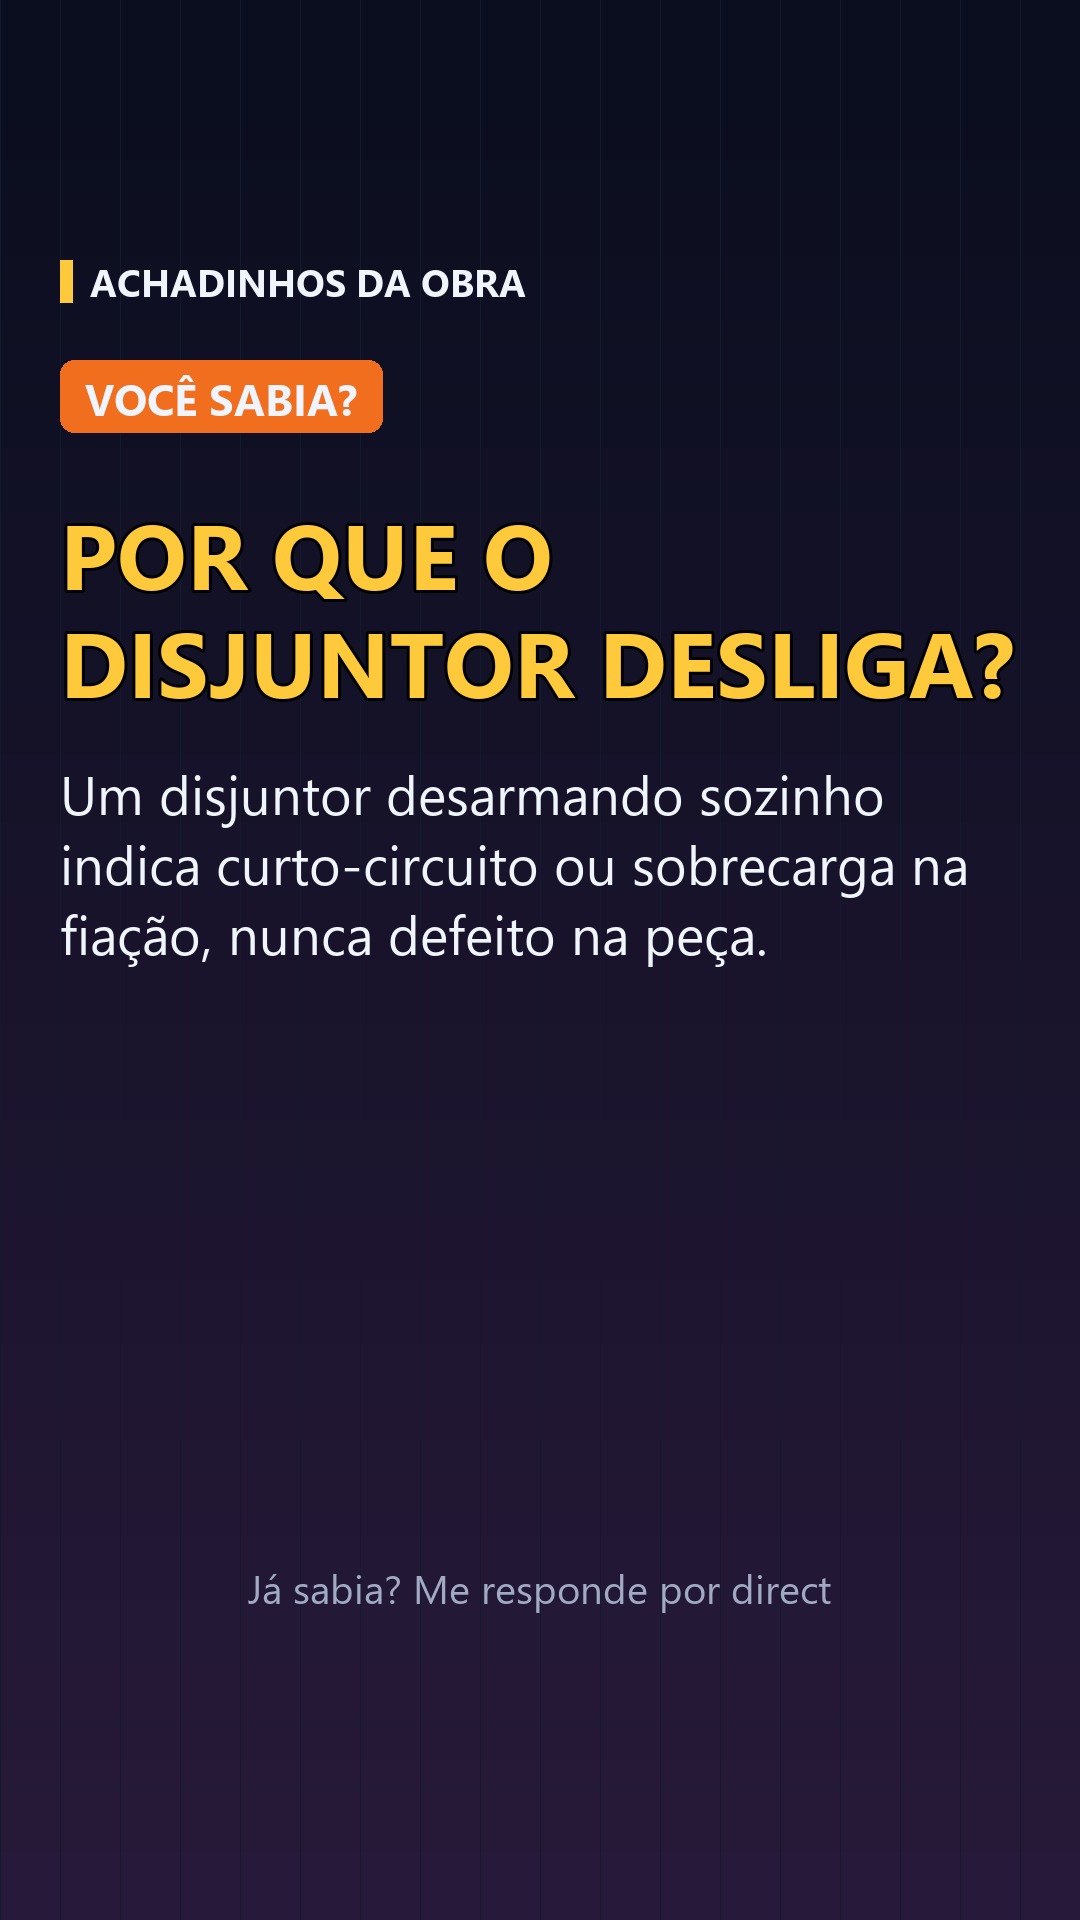 ACHADINHOS DA OBRA
VOCÊ SABIA?
POR QUE O
DISJUNTOR DESLIGA?
Um disjuntor desarmando sozinho
indica curto-circuito ou sobrecarga na
fiação, nunca defeito na peça.
Já sabia? Me responde por direct